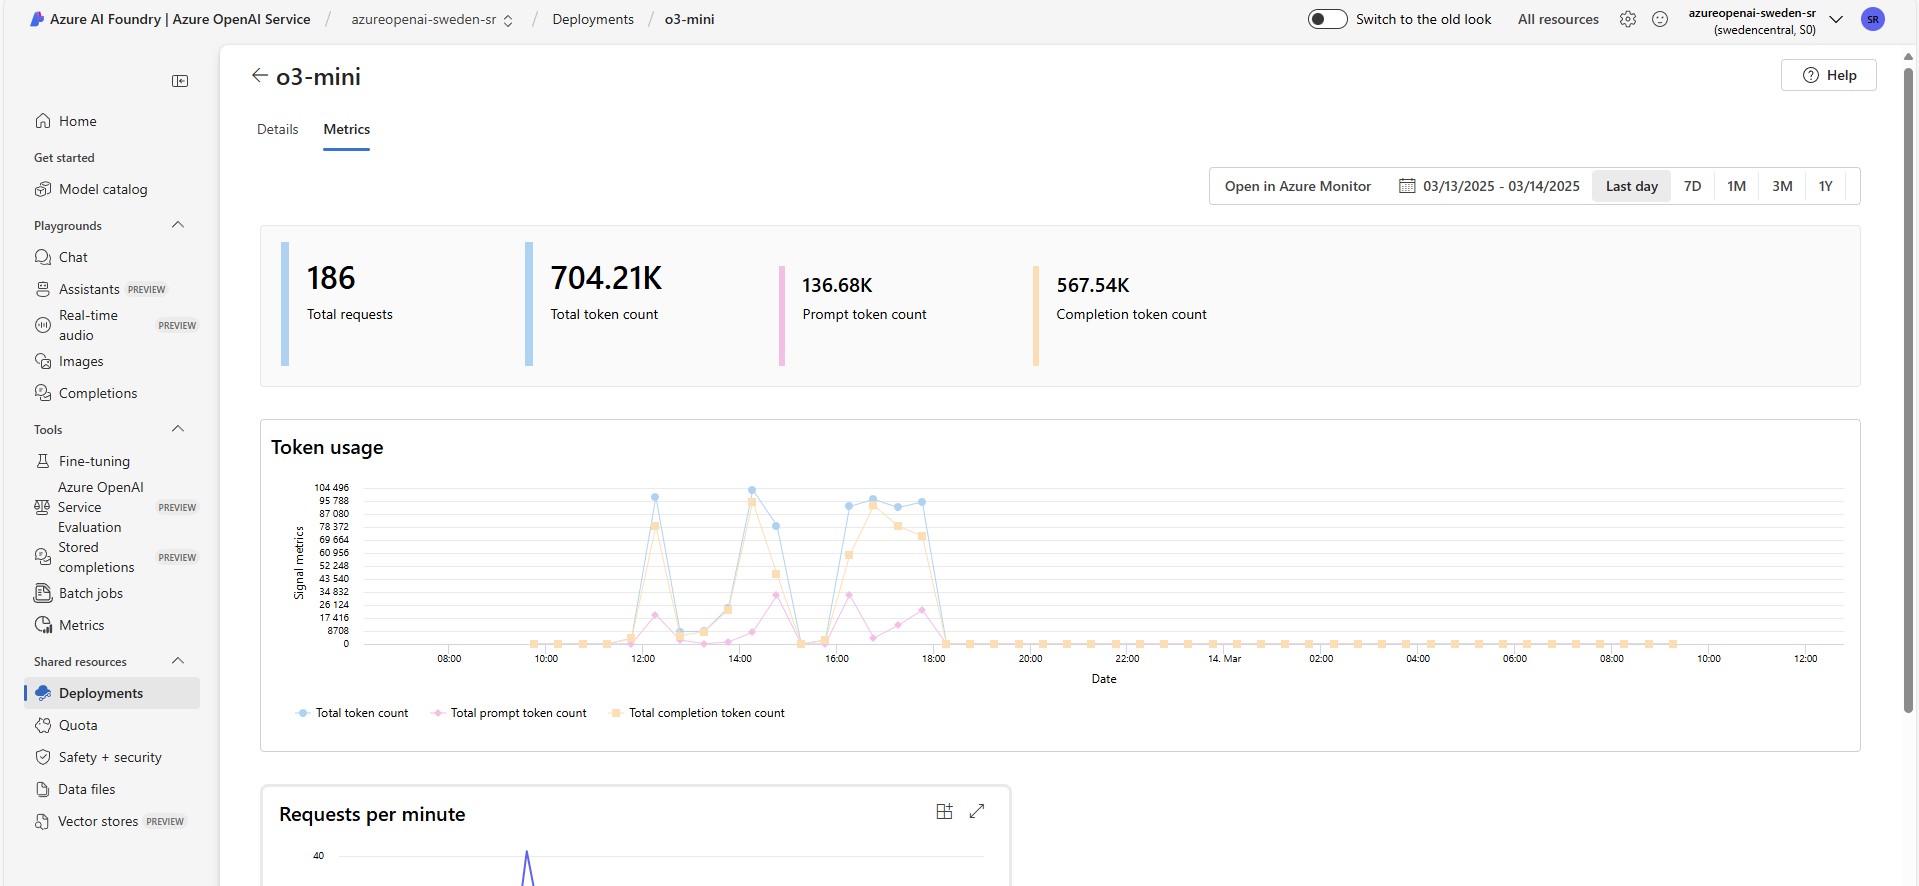 Azure AI Foundry | Azure OpenAI Service / azureopenai-sweden-sr / Deployments / o3-mini
Switch to the old look
All resources
azureopenai-sweden-sr
(swedencentral, S0)
SR
Home
Get started
Model catalog
Playgrounds
Chat
Assistants PREVIEW
Real-time
audio
PREVIEW
Images
Completions
Tools
Fine-tuning
Azure OpenAI
Service
Evaluation
PREVIEW
Stored
completions
PREVIEW
Batch jobs
Metrics
Shared resources
Deployments
Quota
Safety + security
Data files
Vector stores PREVIEW
o3-mini
Help
Details Metrics
Open in Azure Monitor 03/13/2025 - 03/14/2025 Last day 7D 1M 3M 1Y
186
Total requests
704.21K
Total token count
136.68K
Prompt token count
567.54K
Completion token count
Token usage
Signal metrics
104 496
95 788
87 080
78 372
69 664
60 956
52 248
43 540
34 832
26 124
17 416
8708
0
08:00 10:00 12:00 14:00 16:00 18:00 20:00 22:00 14. Mar 02:00 04:00 06:00 08:00 10:00 12:00
Date
Total token count Total prompt token count Total completion token count
Requests per minute
40